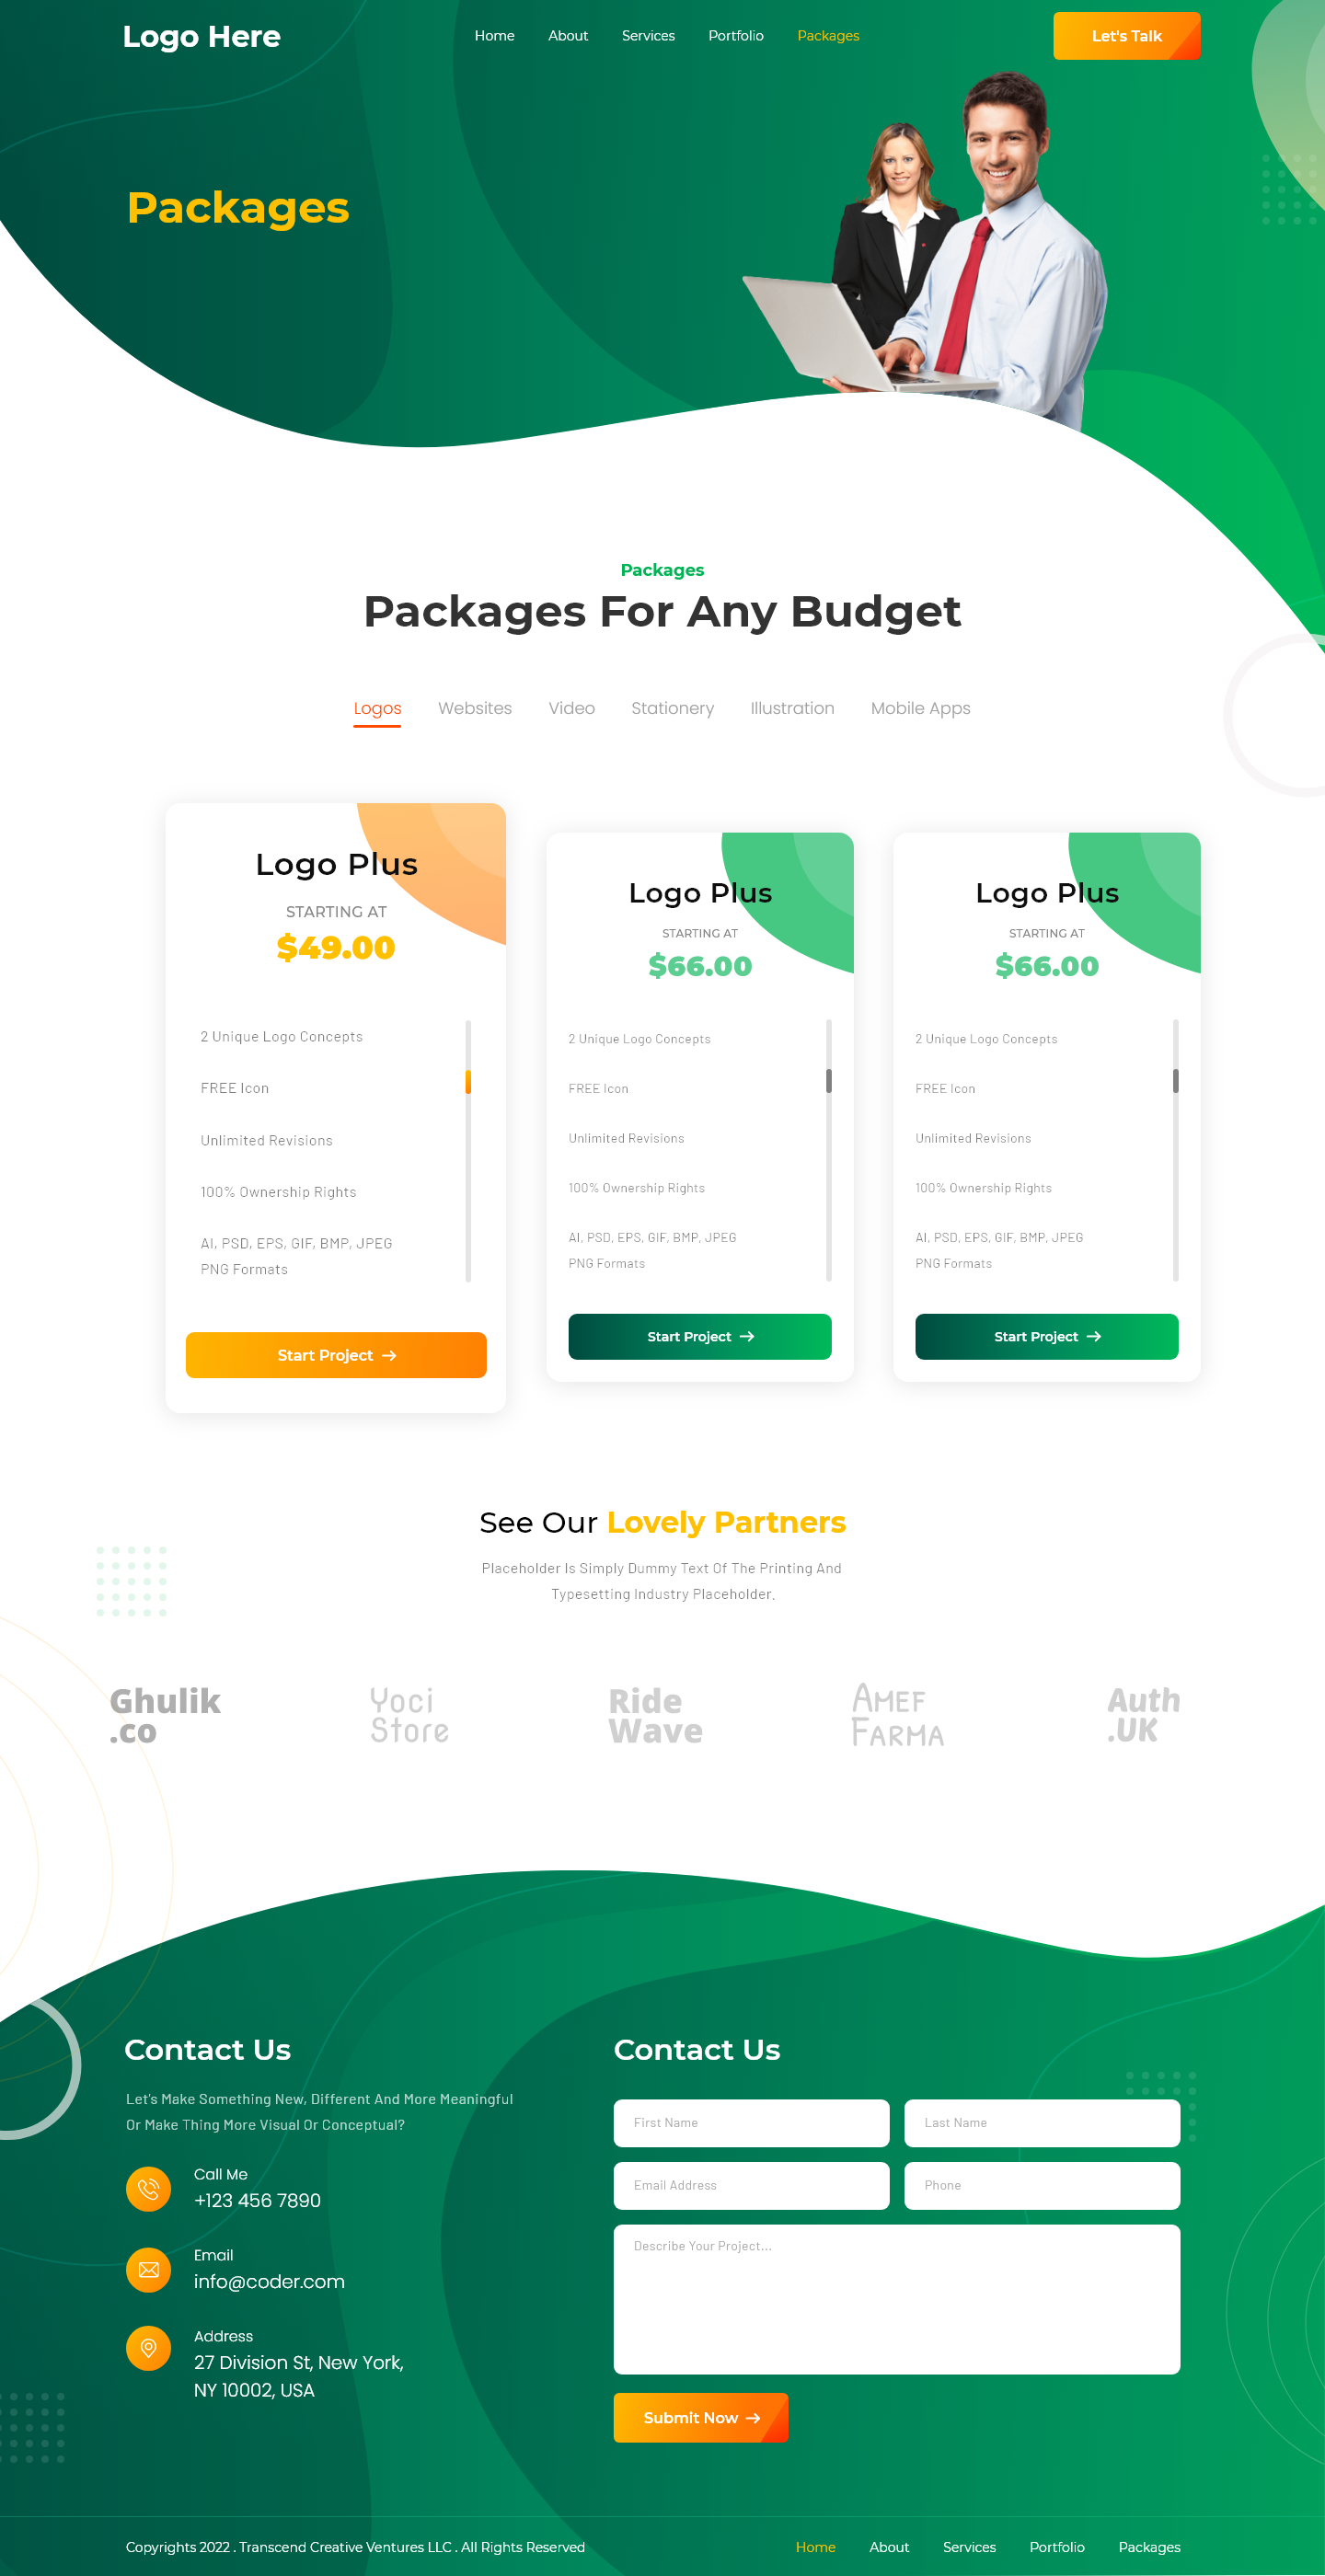 Logo Here
Home About Services Portfolio Packages
Let's Talk
Packages
Packages
Packages For Any Budget
Logos Websites Video Stationery Illustration Mobile Apps
Logo Plus
STARTING AT
$49.00
2 Unique Logo Concepts
FREE Icon
Unlimited Revisions
100% Ownership Rights
AI, PSD, EPS, GIF, BMP, JPEG
PNG Formats
Start Project
Logo Plus
STARTING AT
$66.00
2 Unique Logo Concepts
FREE Icon
Unlimited Revisions
100% Ownership Rights
AI, PSD, EPS, GIF, BMP, JPEG
PNG Formats
Start Project
Logo Plus
STARTING AT
$66.00
2 Unique Logo Concepts
FREE Icon
Unlimited Revisions
100% Ownership Rights
AI, PSD, EPS, GIF, BMP, JPEG
PNG Formats
Start Project
See Our Lovely Partners
Placeholder Is Simply Dummy Text Of The Printing And
Typesetting Industry Placeholder.
Ghulik
.co
Yoci
Store
Ride
Wave
AMEF
FARMA
Auth
.UK
Contact Us
Let's Make Something New, Different And More Meaningful
Or Make Thing More Visual Or Conceptual?
Call Me
+123 456 7890
Email
info@coder.com
Address
27 Division St, New York,
NY 10002, USA
Contact Us
First Name
Last Name
Email Address
Phone
Describe Your Project...
Submit Now
Copyrights 2022 . Transcend Creative Ventures LLC . All Rights Reserved
Home About Services Portfolio Packages